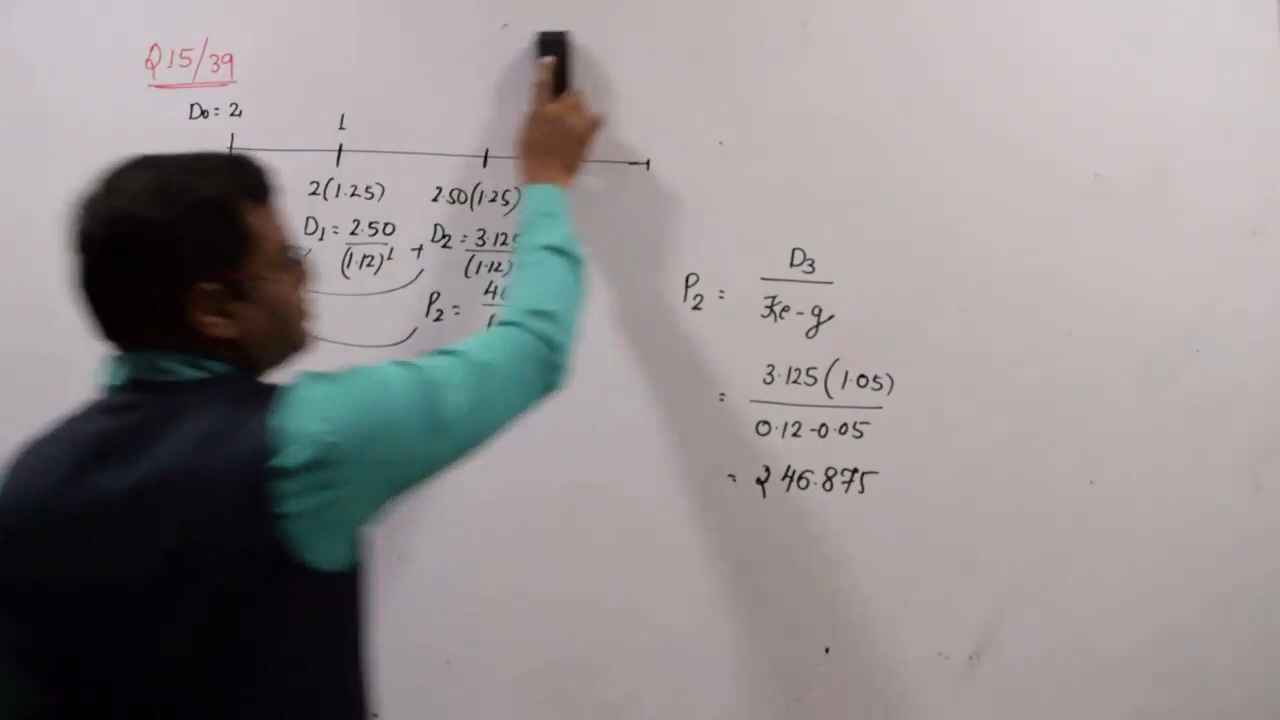 Q15/39
D₀ = 2
1
2(1.25) 2.50(1.25)
D₁ = 2.50 + D₂ = 3.125
(1.12)¹ (1.12)
P₂ =
P₂ = D₃
Ke - g
= 3.125(1.05)
0.12 - 0.05
= ₹46.875